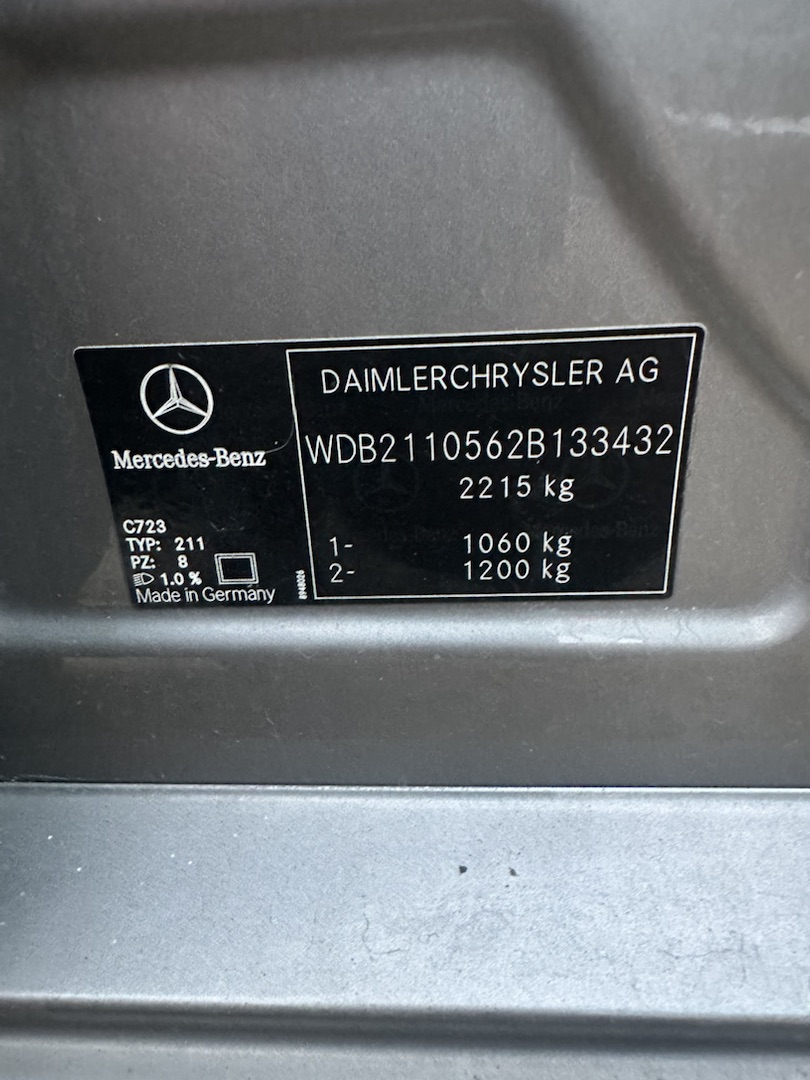 Mercedes-Benz
C723
TYP: 211
PZ: 8
1.0 %
Made in Germany
DAIMLERCHRYSLER AG
WDB2110562B133432
2215 kg
1- 1060 kg
2- 1200 kg